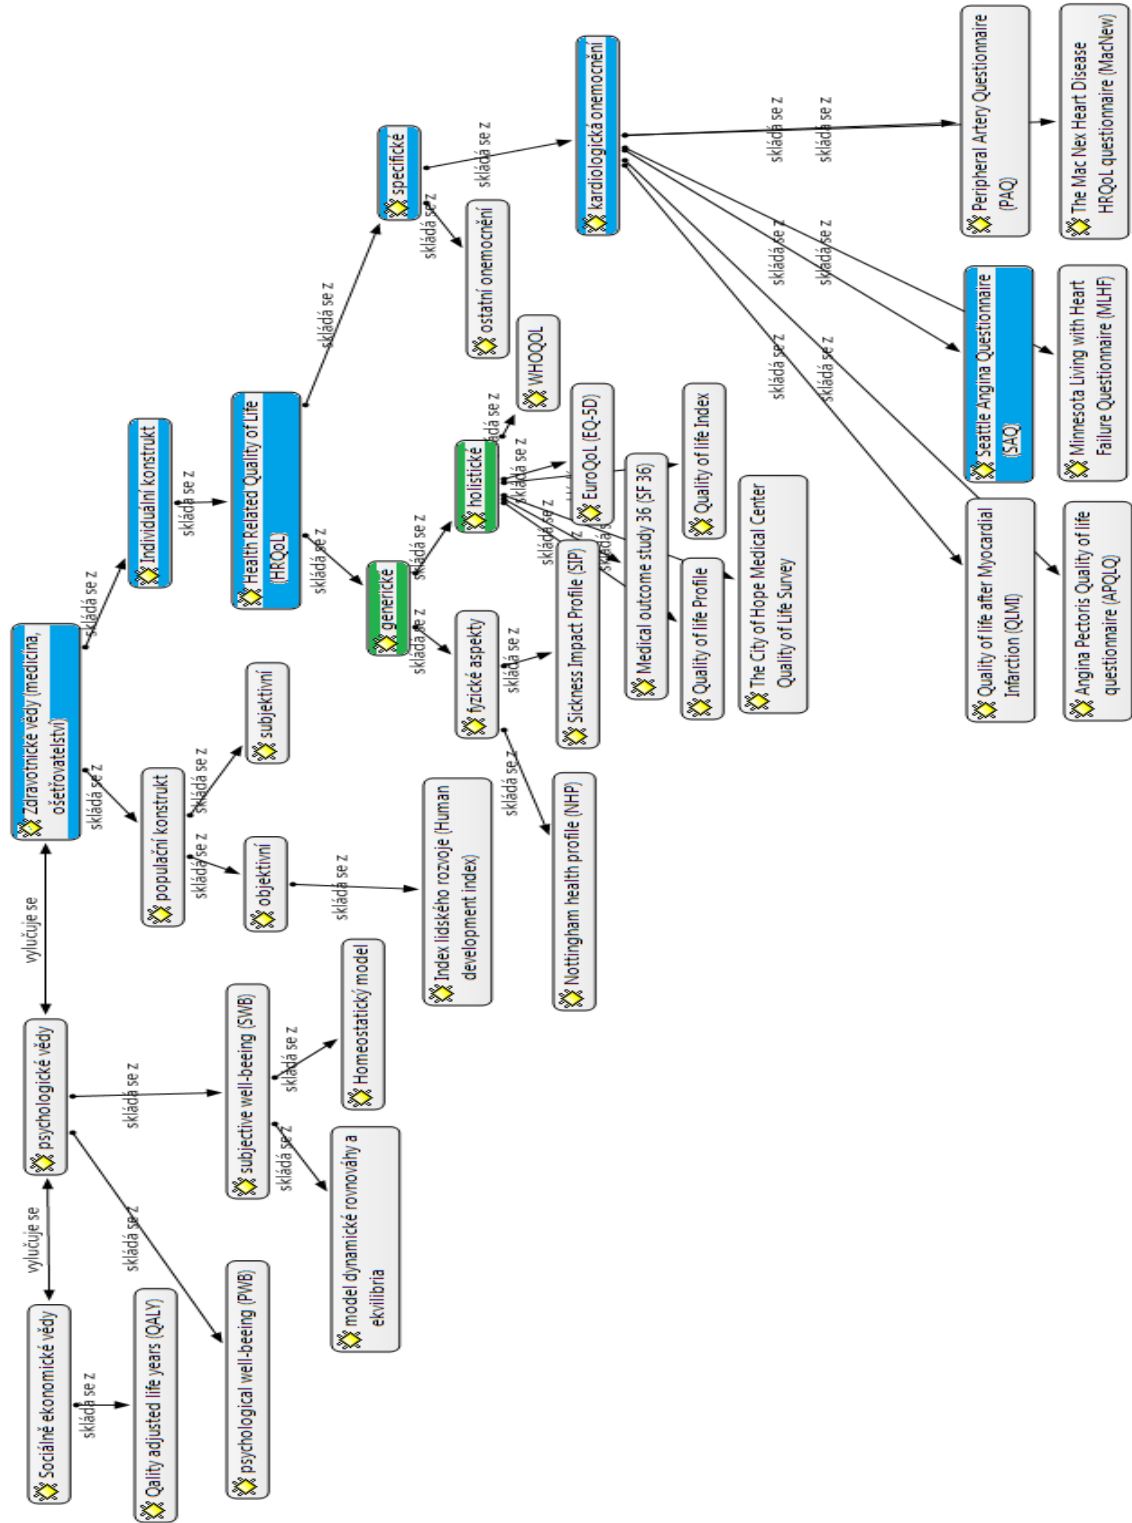 Sociálně ekonomické vědy
vylučuje se
psychologické vědy
vylučuje se
Zdravotnické vědy (medicína,
ošetřovatelství)
skládá se z
Qality adjusted life years (QALY)
skládá se z
psychological well-beeing (PWB)
skládá se z
subjective well-beeing (SWB)
skládá se z
model dynamické rovnováhy a
ekvilibria
skládá se z
Homeostatický model
skládá se z
populační konstrukt
skládá se z
Individuální konstrukt
skládá se z
objektivní
skládá se z
subjektivní
skládá se z
Index lidského rozvoje (Human
development index)
skládá se z
Health Related Quality of Life
(HRQoL)
skládá se z
generické
skládá se z
specifické
skládá se z
fyzické aspekty
skládá se z
holistické
skládá se z
Nottingham health profile (NHP)
skládá se z
Sickness Impact Profile (SIP)
ládá se z
WHOQOL
skládá se z
EuroQoL (EQ-5D)
skládá se z
Medical outcome study 36 (SF 36)
Quality of life Index
Quality of life Profile
The City of Hope Medical Center
Quality of Life Survey
skládá se z
ostatní onemocnění
skládá se z
kardiologická onemocnění
skládá se z
skládá se z
skládá se z
skládá se z
skládá se z
skládá se z
Quality of life after Myocardial
Infarction (QLMI)
Seattle Angina Questionnaire
(SAQ)
Peripheral Artery Questionnaire
(PAQ)
Angina Pectoris Quality of life
questionnaire (APQLQ)
Minnesota Living with Heart
Failure Questionnaire (MLHF)
The Mac Nex Heart Disease
HRQoL questionnaire (MacNew)